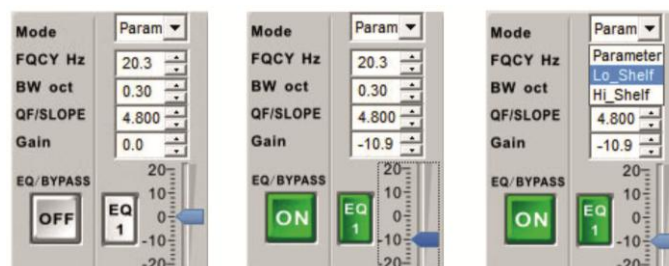 Mode Param
FQCY Hz 20.3
BW oct 0.30
QF/SLOPE 4.800
Gain 0.0
EQ/BYPASS
OFF
EQ
1
20
10
0
-10
-20
Mode Param
FQCY Hz 20.3
BW oct 0.30
QF/SLOPE 4.800
Gain -10.9
EQ/BYPASS
ON
EQ
1
20
10
0
-10
-20
Mode Param
FQCY Hz Parameter
BW oct Lo_Shelf
Hi_Shelf
QF/SLOPE 4.800
Gain -10.9
EQ/BYPASS
ON
EQ
1
20
10
0
-10
-20